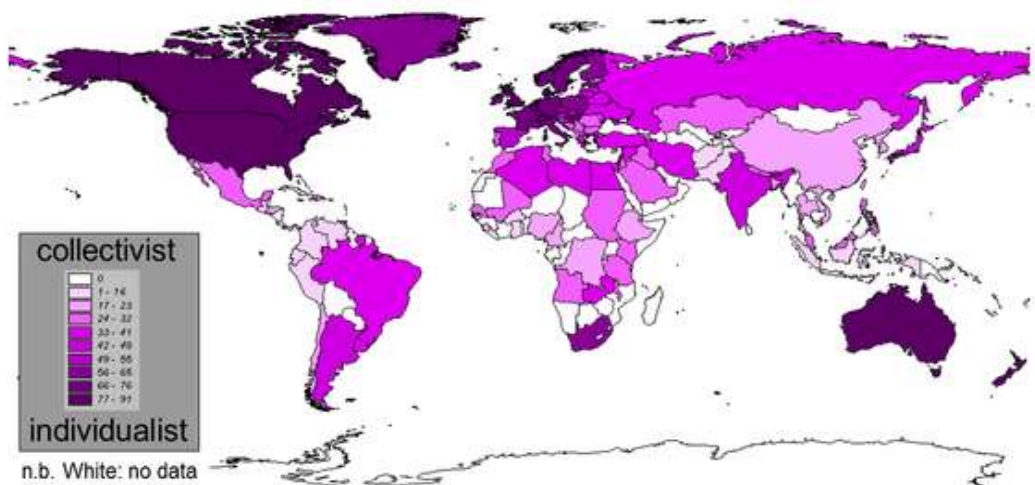 collectivist
0
1 - 16
17 - 23
24 - 32
33 - 41
42 - 48
49 - 55
56 - 65
66 - 76
77 - 91
individualist
n.b. White: no data